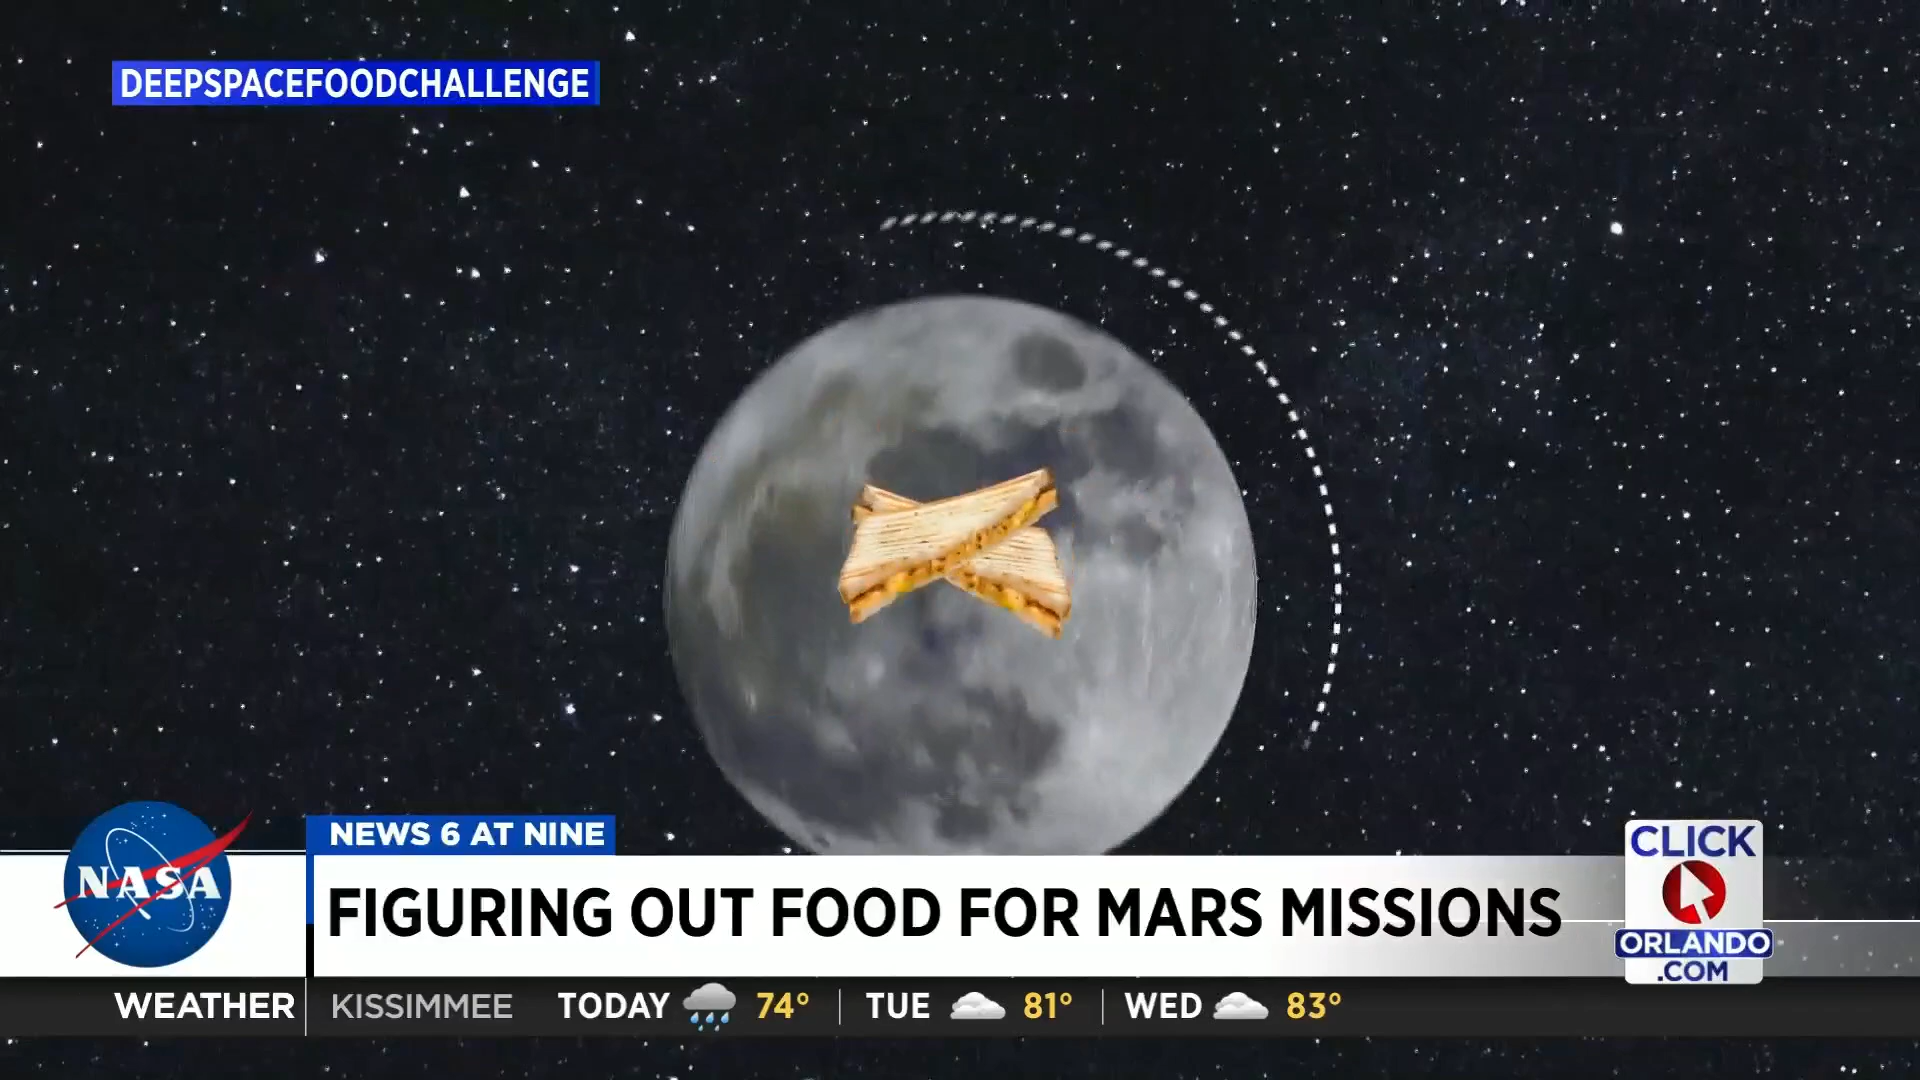 DEEPSPACEFOODCHALLENGE
NASA
NEWS 6 AT NINE
FIGURING OUT FOOD FOR MARS MISSIONS
CLICK
ORLANDO
.COM
WEATHER KISSIMMEE TODAY 74° TUE 81° WED 83°